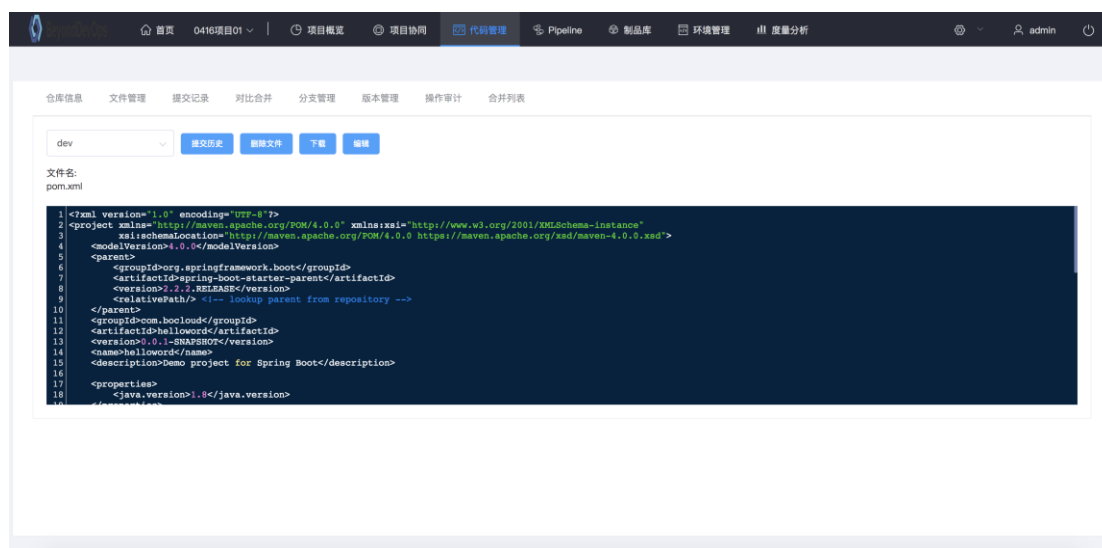 BeyondDevOps 首页 0416项目01 项目概览 项目协同 代码管理 Pipeline 制品库 环境管理 度量分析 admin
仓库信息 文件管理 提交记录 对比合并 分支管理 版本管理 操作审计 合并列表
dev 提交历史 删除文件 下载 编辑
文件名:
pom.xml
1 <?xml version="1.0" encoding="UTF-8"?>
2 <project xmlns="http://maven.apache.org/POM/4.0.0" xmlns:xsi="http://www.w3.org/2001/XMLSchema-instance"
3 xsi:schemaLocation="http://maven.apache.org/POM/4.0.0 https://maven.apache.org/xsd/maven-4.0.0.xsd">
4 <modelVersion>4.0.0</modelVersion>
5 <parent>
6 <groupId>org.springframework.boot</groupId>
7 <artifactId>spring-boot-starter-parent</artifactId>
8 <version>2.2.2.RELEASE</version>
9 <relativePath/> <!-- lookup parent from repository -->
10 </parent>
11 <groupId>com.bocloud</groupId>
12 <artifactId>helloword</artifactId>
13 <version>0.0.1-SNAPSHOT</version>
14 <name>helloword</name>
15 <description>Demo project for Spring Boot</description>
16
17 <properties>
18 <java.version>1.8</java.version>
19 </properties>